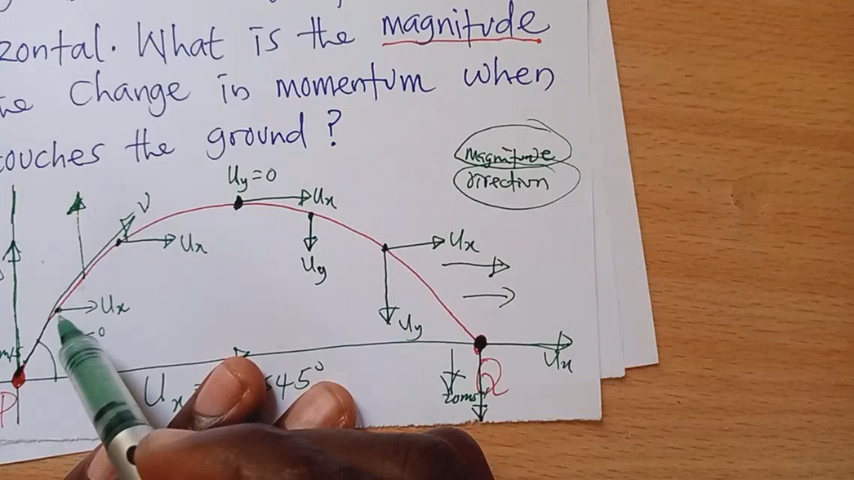 zontal. What is the magnitude
change in momentum when
touches the ground?
magnitude
direction
Uy=0
Ux
V
Ux
Uy
Ux
Ux
Uy
Ux
P
Q
Ux
45°